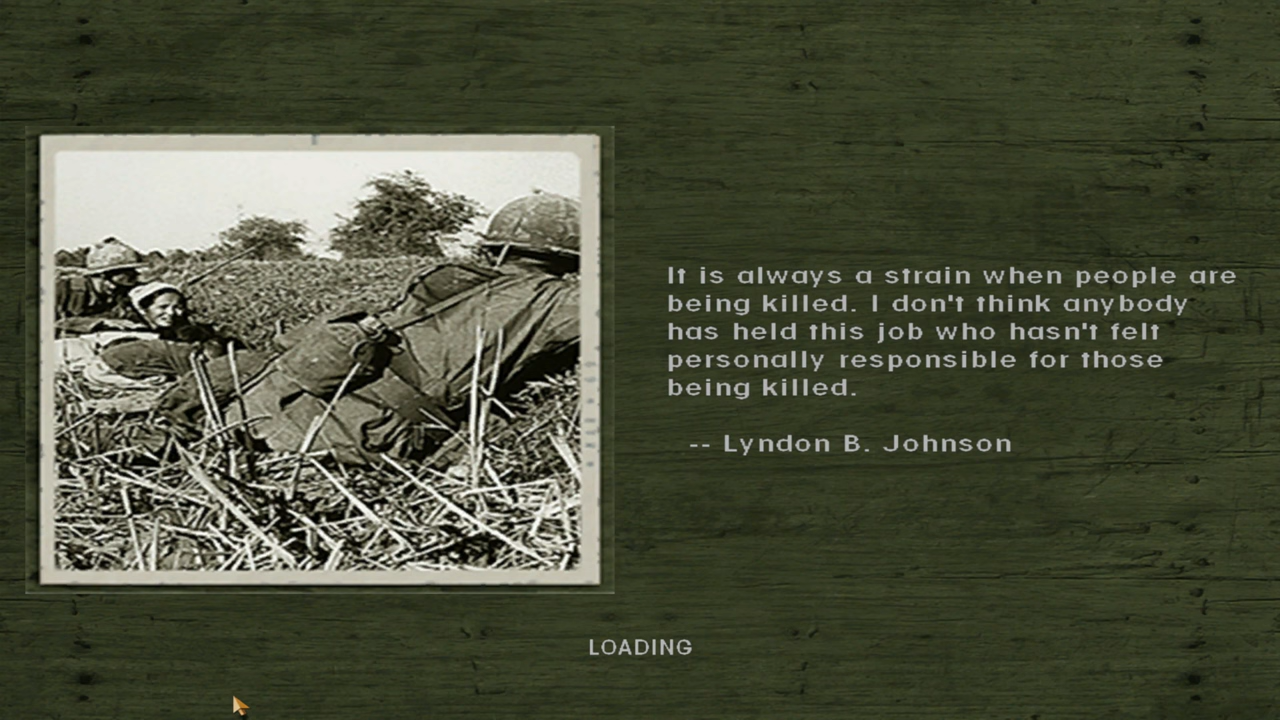 It is always a strain when people are
being killed. I don't think anybody
has held this job who hasn't felt
personally responsible for those
being killed.
-- Lyndon B. Johnson
LOADING